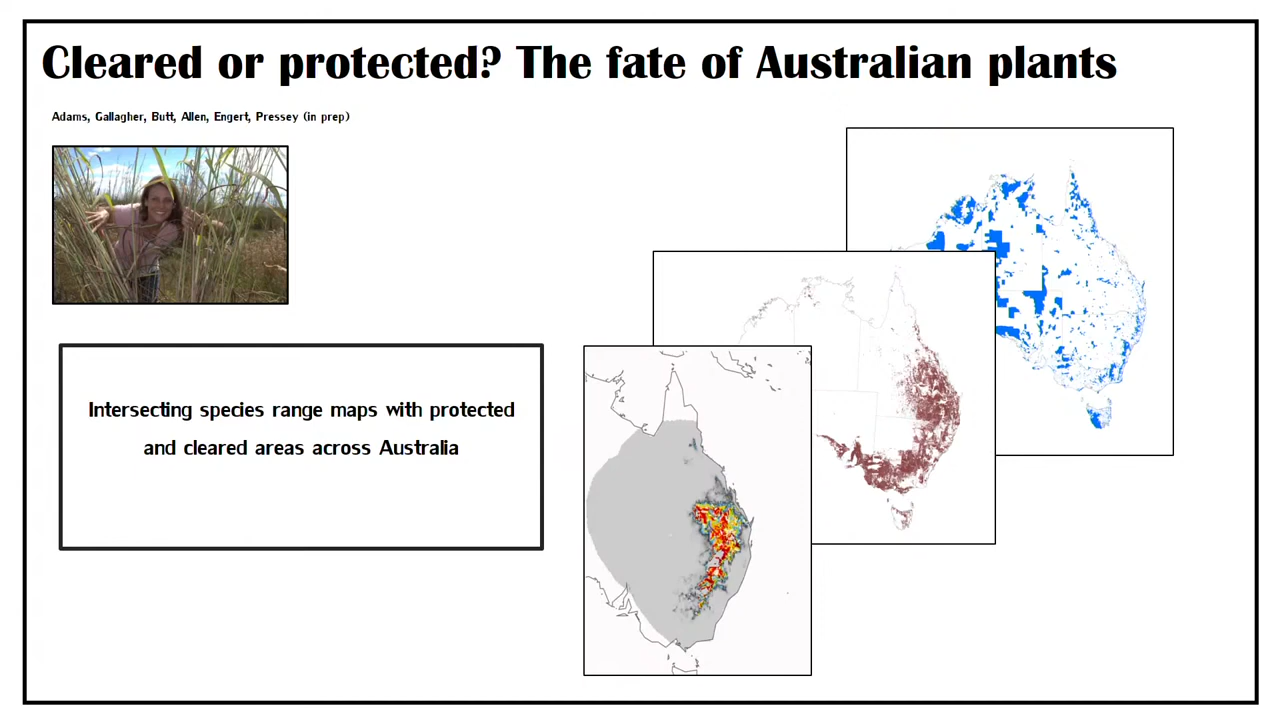 Cleared or protected? The fate of Australian plants
Adams, Gallagher, Butt, Allen, Engert, Pressey (in prep)
Intersecting species range maps with protected
and cleared areas across Australia